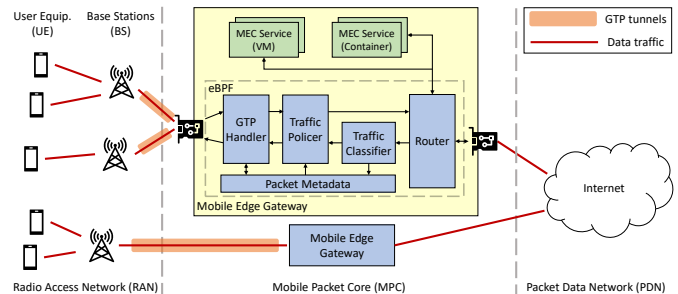 User Equip.
(UE)
Base Stations
(BS)
MEC Service
(VM)
MEC Service
(Container)
GTP tunnels
Data traffic
eBPF
GTP
Handler
Traffic
Policer
Traffic
Classifier
Router
Packet Metadata
Mobile Edge Gateway
Internet
Mobile Edge
Gateway
Radio Access Network (RAN)
Mobile Packet Core (MPC)
Packet Data Network (PDN)